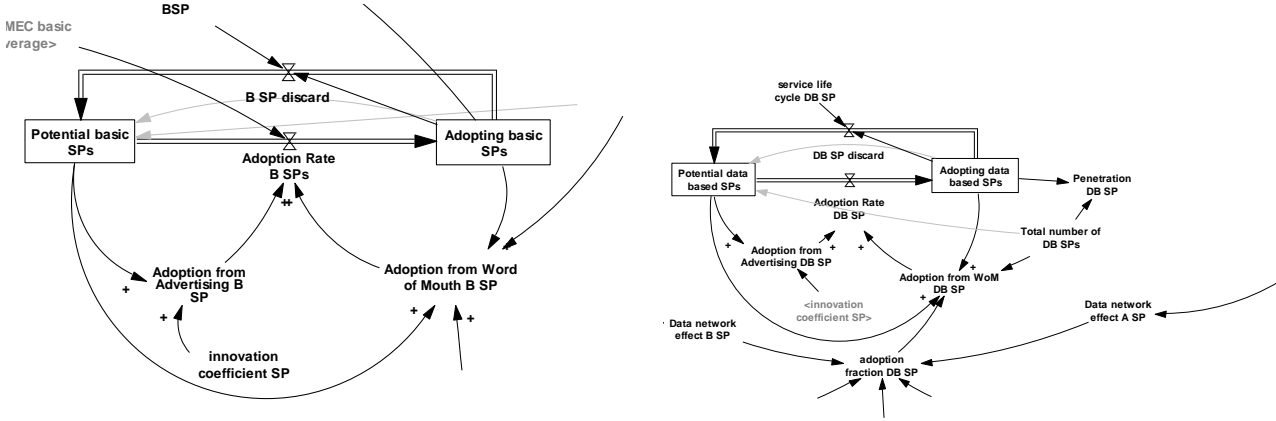 BSP
MEC basic
verage>
B SP discard
Potential basic
SPs
Adopting basic
SPs
Adoption Rate
B SPs
++
Adoption from
Advertising B
SP
+
+
Adoption from Word
of Mouth B SP
+
+
+
innovation
coefficient SP
service life
cycle DB SP
DB SP discard
Potential data
based SPs
Adopting data
based SPs
Penetration
DB SP
Adoption Rate
DB SP
+
+
+
Total number of
DB SPs
Adoption from
Advertising DB SP
Adoption from WoM
DB SP
+
+
<innovation
coefficient SP>
Data network
effect B SP
Data network
effect A SP
adoption
fraction DB SP